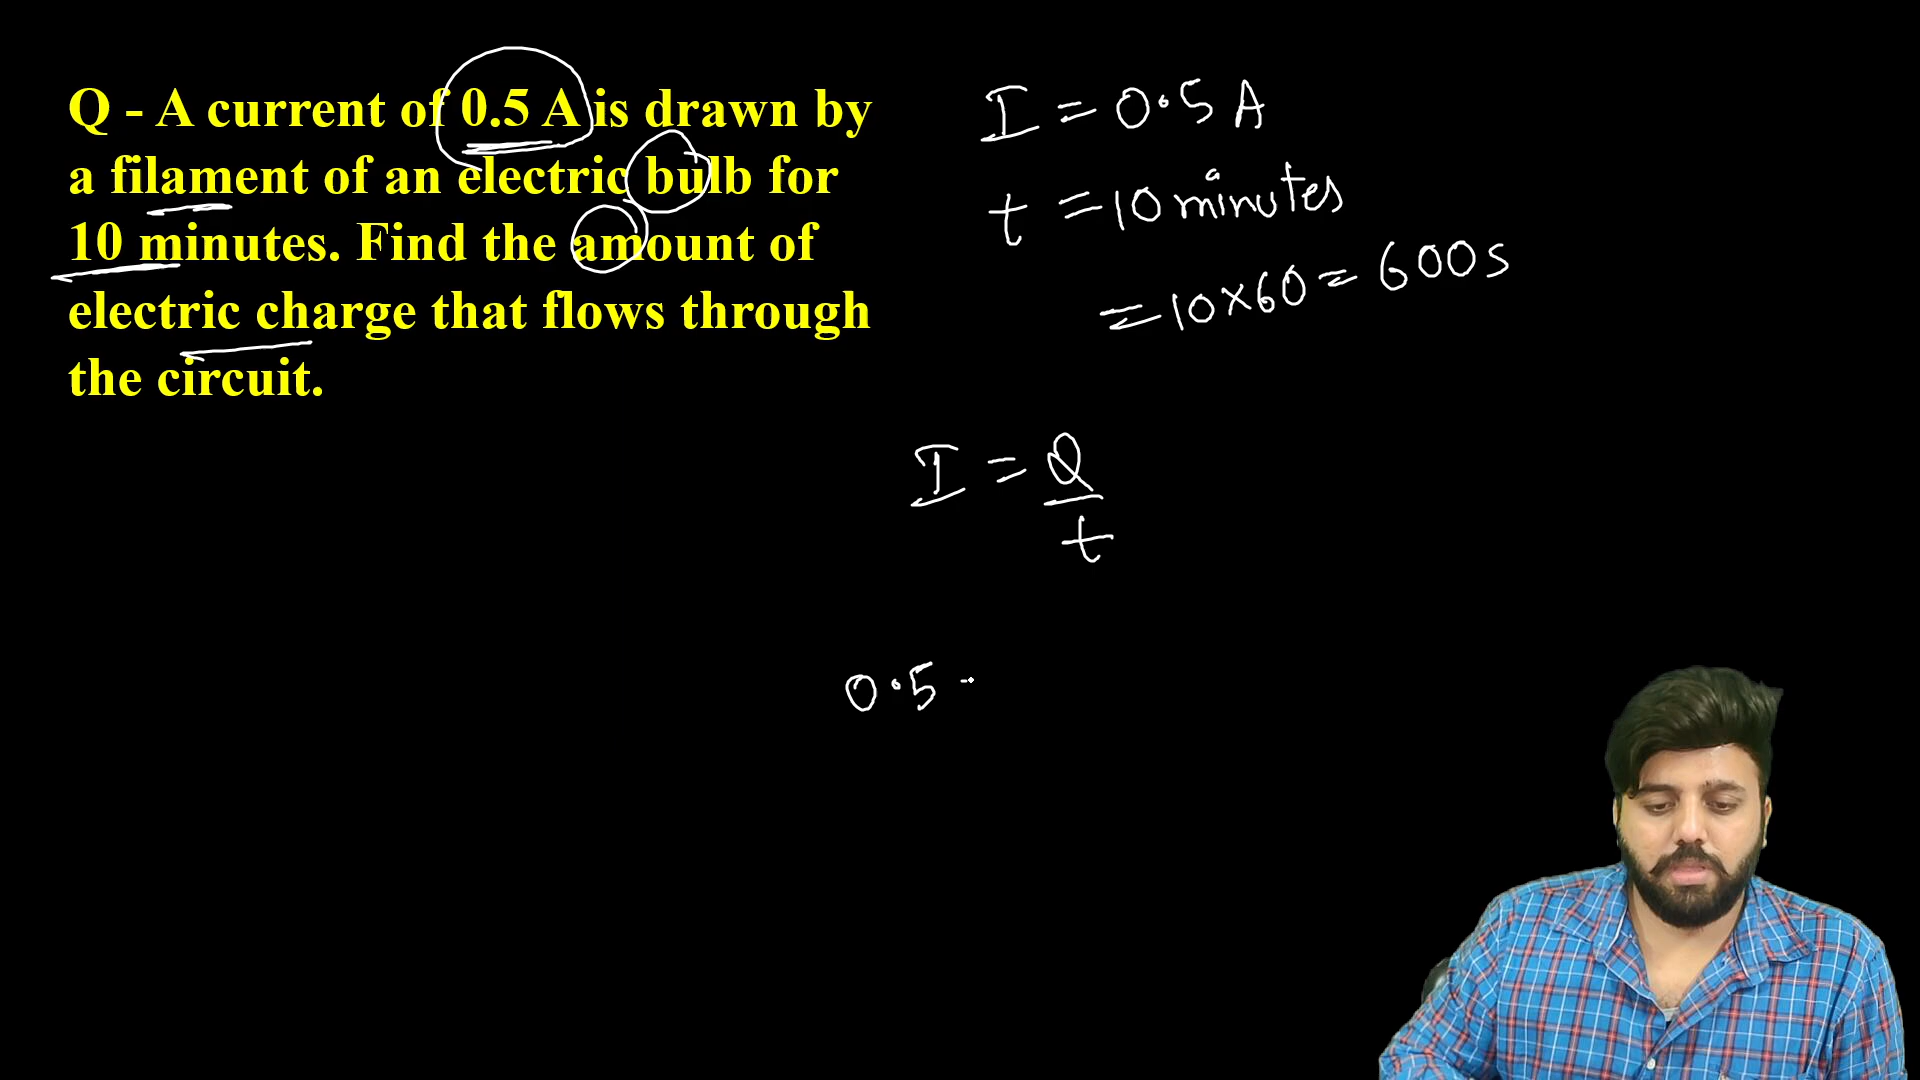 Q - A current of 0.5 A is drawn by
a filament of an electric bulb for
10 minutes. Find the amount of
electric charge that flows through
the circuit.
I = 0.5 A
t = 10 minutes
= 10 × 60 = 600 s
I = Q
t
0.5 -